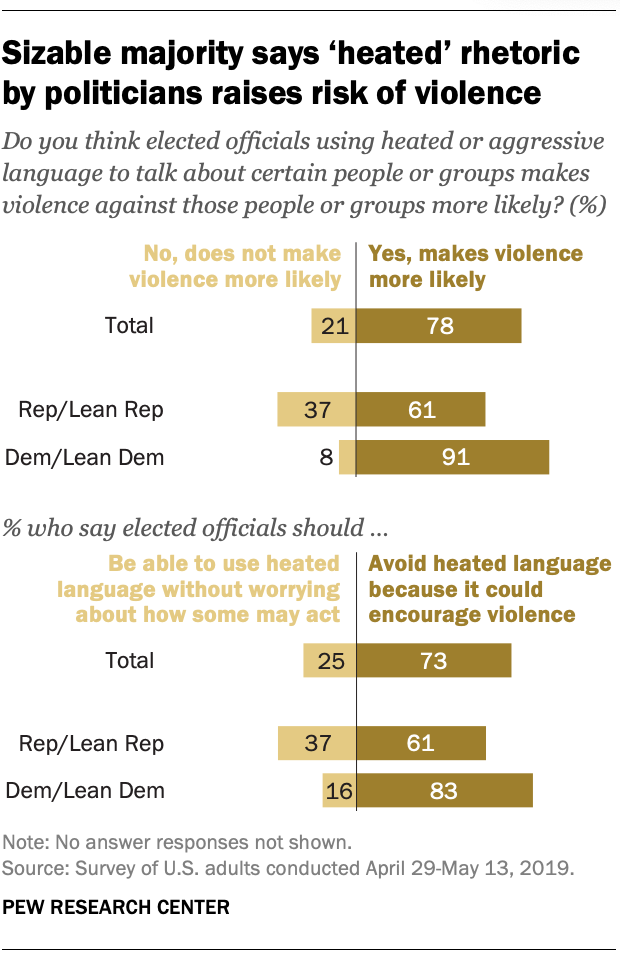 Sizable majority says ‘heated’ rhetoric
by politicians raises risk of violence
Do you think elected officials using heated or aggressive
language to talk about certain people or groups makes
violence against those people or groups more likely? (%)
No, does not make
violence more likely
Yes, makes violence
more likely
Total 21 78
Rep/Lean Rep 37 61
Dem/Lean Dem 8 91
% who say elected officials should ...
Be able to use heated
language without worrying
about how some may act
Avoid heated language
because it could
encourage violence
Total 25 73
Rep/Lean Rep 37 61
Dem/Lean Dem 16 83
Note: No answer responses not shown.
Source: Survey of U.S. adults conducted April 29-May 13, 2019.
PEW RESEARCH CENTER